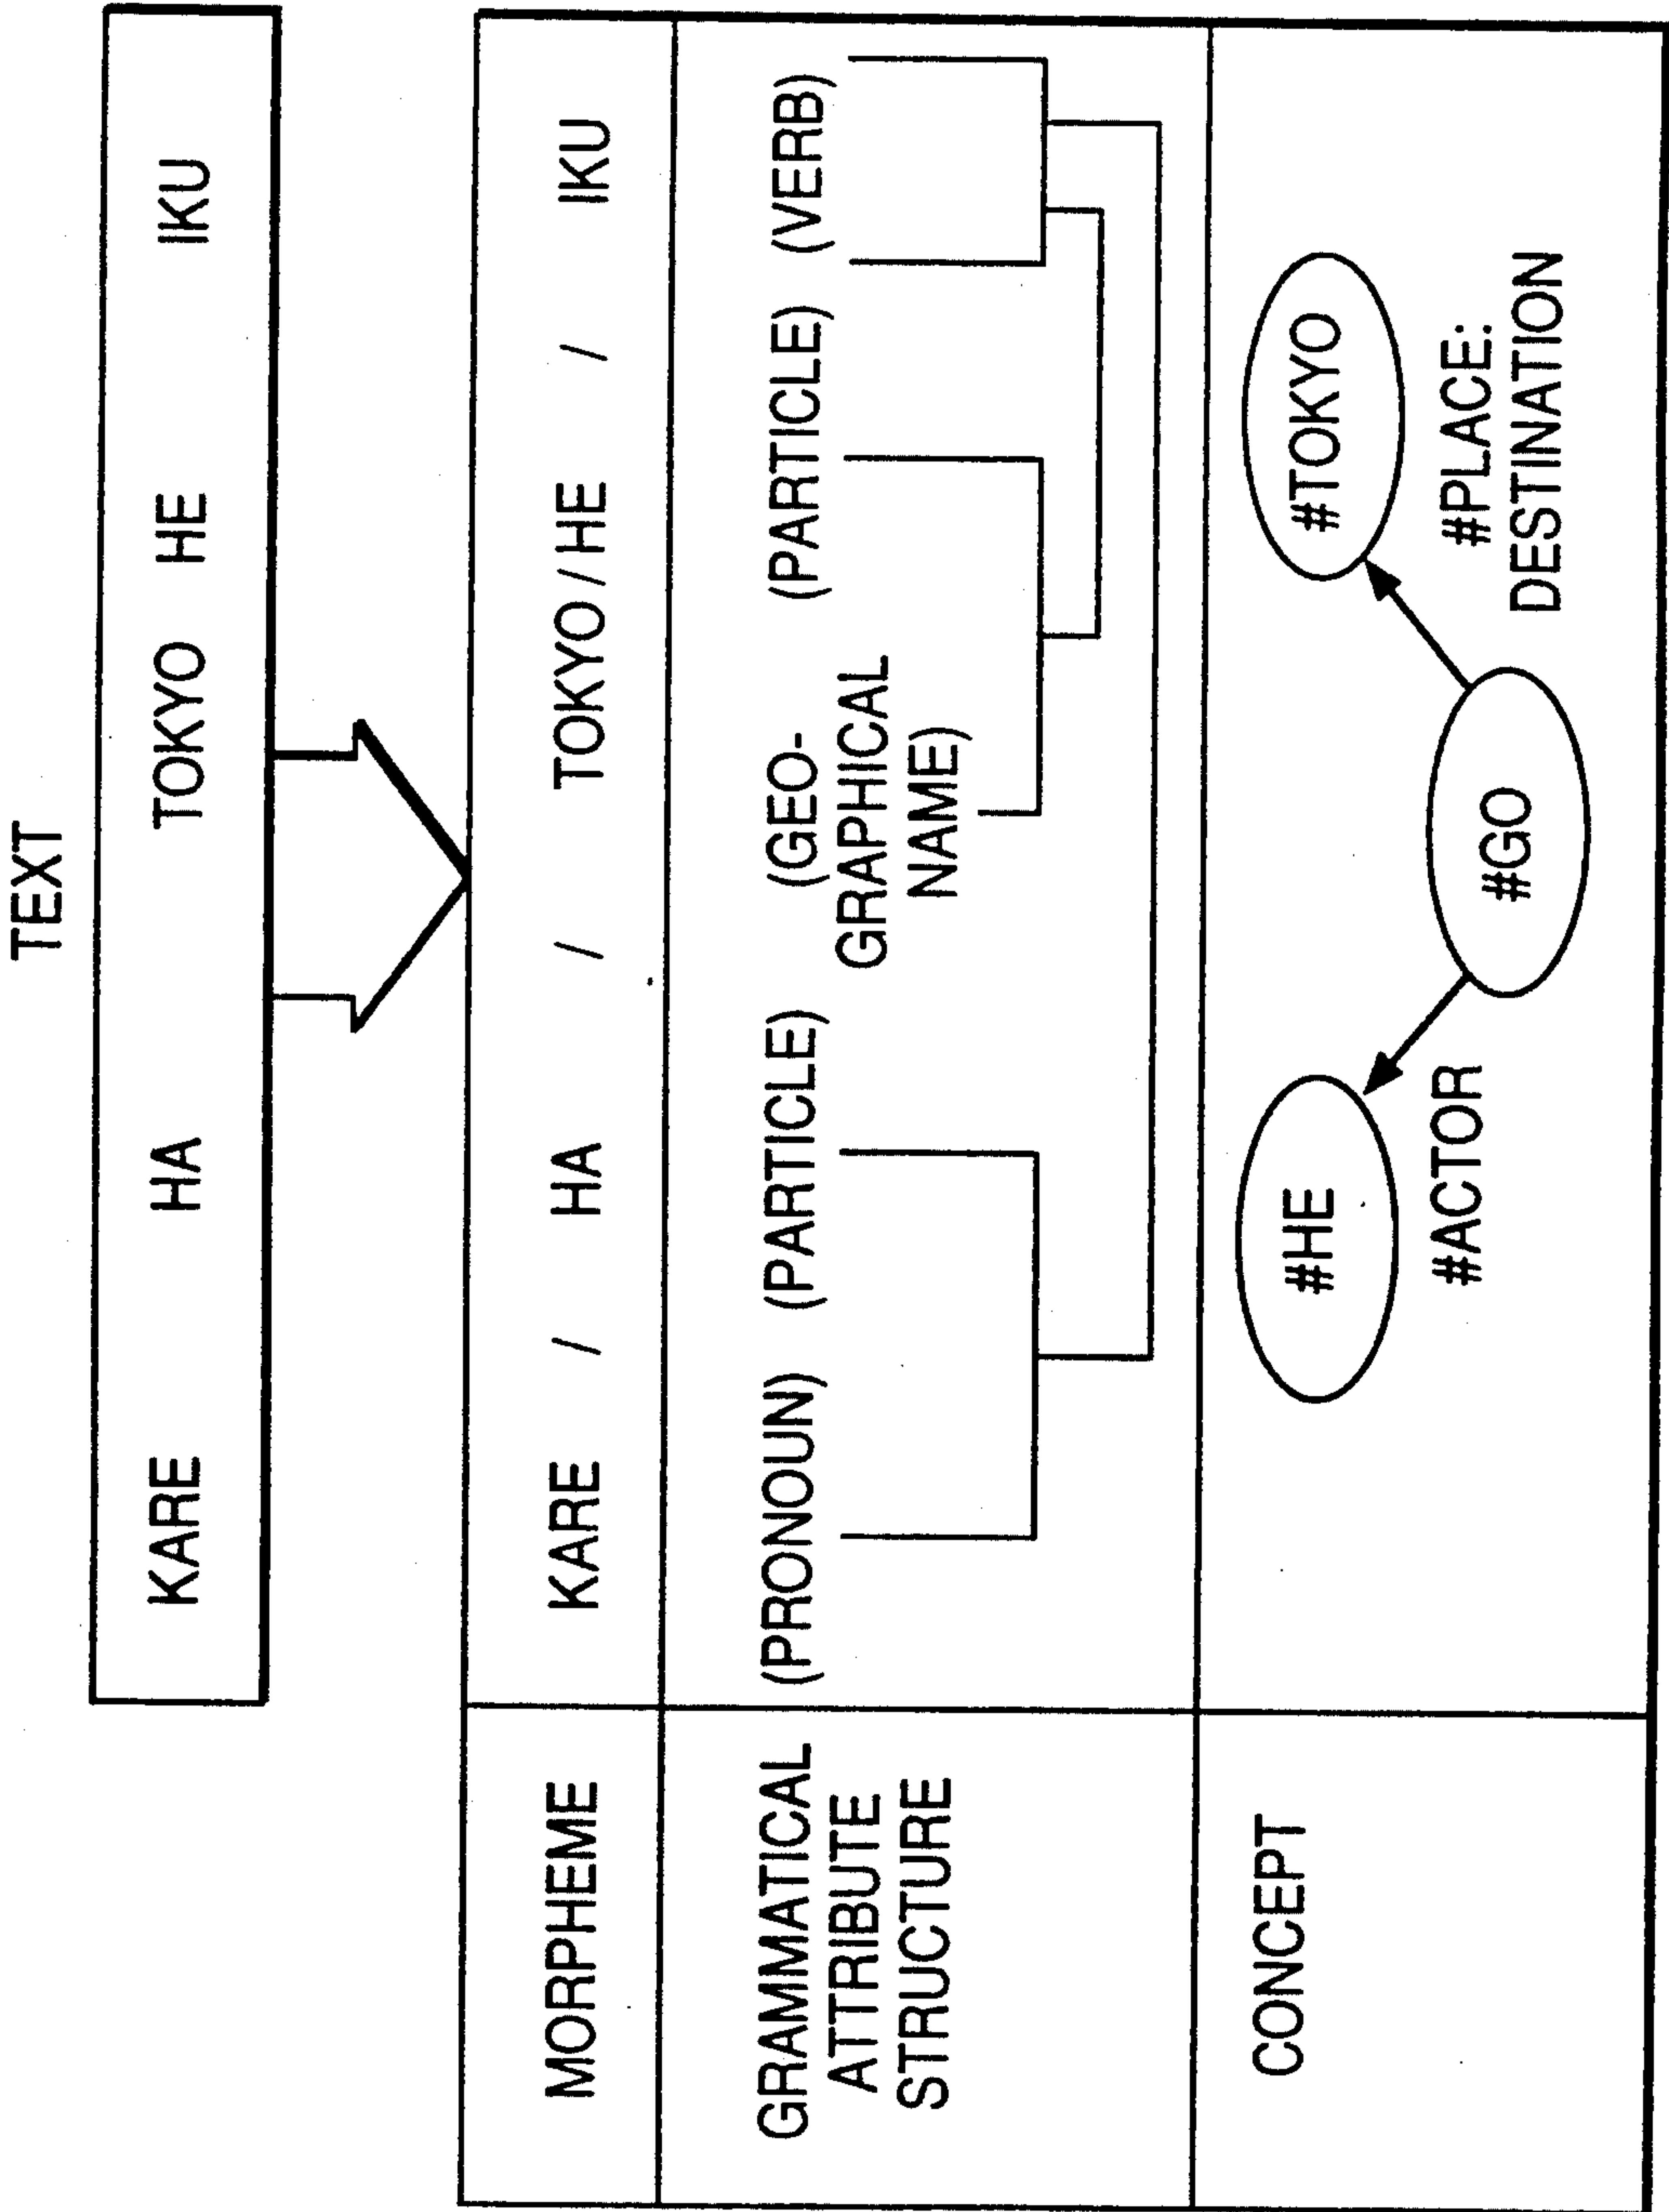 TEXT
KARE HA TOKYO HE IKU
MORPHEME
KARE / HA / TOKYO / HE / IKU
GRAMMATICAL
ATTRIBUTE
STRUCTURE
(PRONOUN) (PARTICLE) (GEO-
GRAPHICAL
NAME) (PARTICLE) (VERB)
CONCEPT
#HE
#ACTOR
#GO
#TOKYO
#PLACE:
DESTINATION